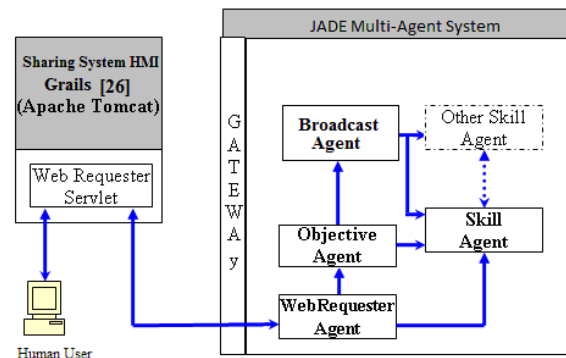 JADE Multi-Agent System
Sharing System HMI
Grails [26]
(Apache Tomcat)
Web Requester
Servlet
Human User
GATEWAy
Broadcast
Agent
Other Skill
Agent
Objective
Agent
Skill
Agent
WebRequester
Agent